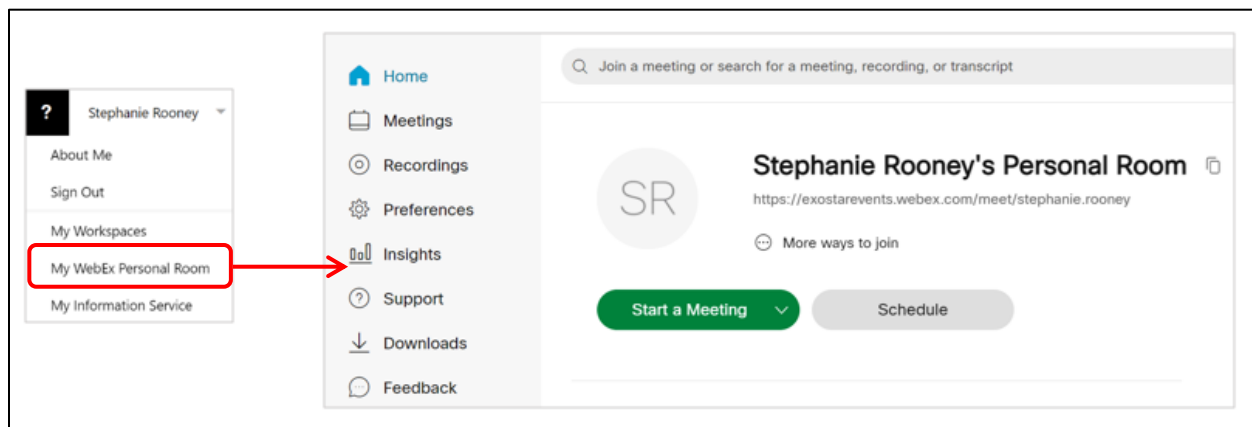 ? Stephanie Rooney
About Me
Sign Out
My Workspaces
My WebEx Personal Room
My Information Service
Home
Meetings
Recordings
Preferences
Insights
Support
Downloads
Feedback
Join a meeting or search for a meeting, recording, or transcript
SR
Stephanie Rooney's Personal Room
https://exostarevents.webex.com/meet/stephanie.rooney
More ways to join
Start a Meeting
Schedule